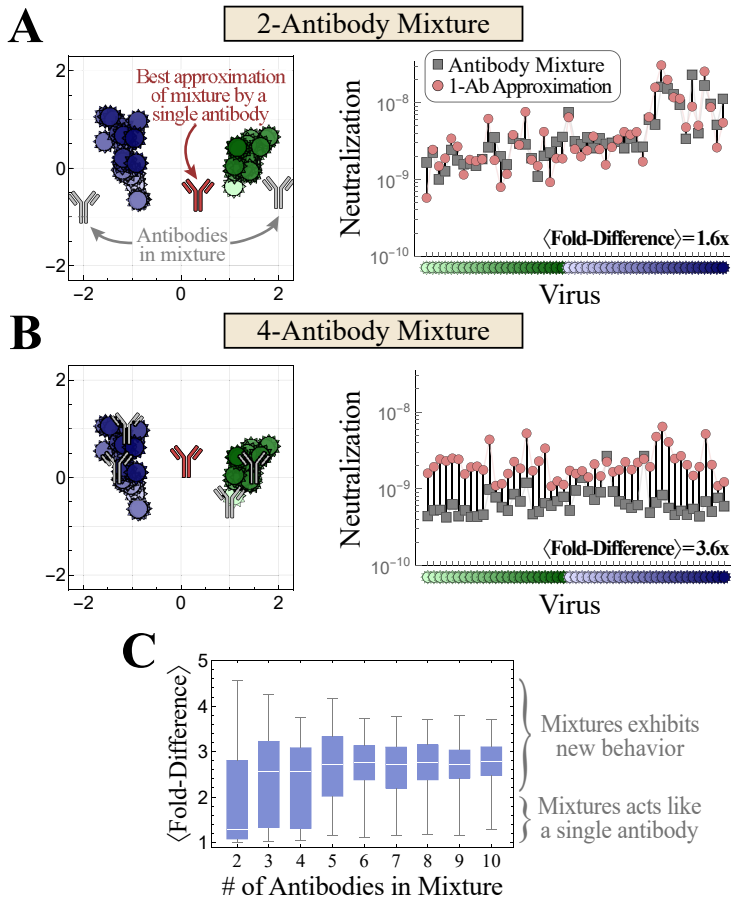 A
2-Antibody Mixture
2
0
−2
−2
0
2
Best approximation
of mixture by a
single antibody
Antibodies
in mixture
Neutralization
10⁻⁸
10⁻⁹
10⁻¹⁰
Antibody Mixture
1-Ab Approximation
⟨Fold-Difference⟩=1.6x
Virus
B
4-Antibody Mixture
2
0
−2
−2
0
2
Neutralization
10⁻⁸
10⁻⁹
10⁻¹⁰
⟨Fold-Difference⟩=3.6x
Virus
C
⟨Fold-Difference⟩
5
4
3
2
1
2 3 4 5 6 7 8 9 10
# of Antibodies in Mixture
Mixtures exhibits
new behavior
Mixtures acts like
a single antibody